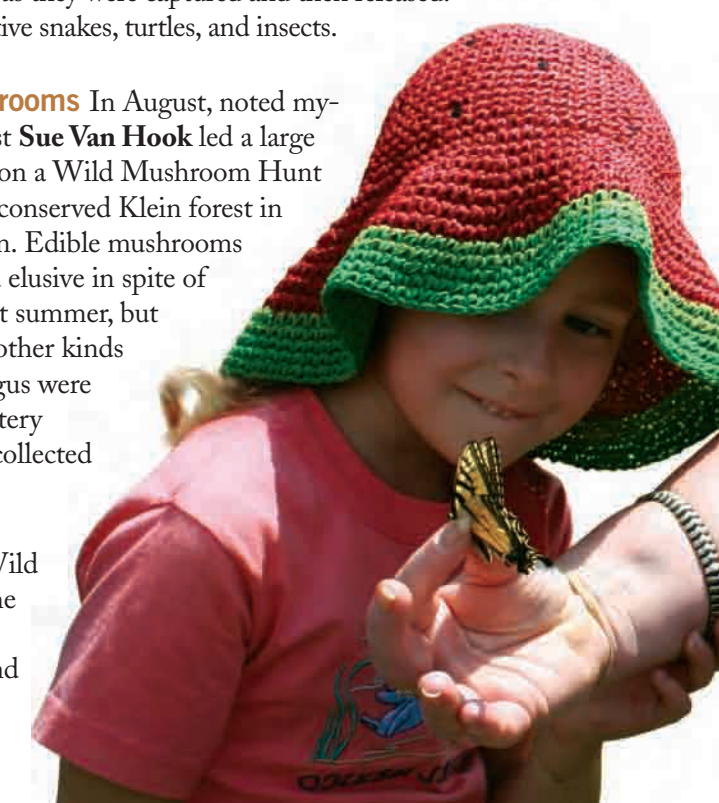 as they were captured and then released.
tive snakes, turtles, and insects.
rooms In August, noted my-
st Sue Van Hook led a large
on a Wild Mushroom Hunt
conserved Klein forest in
n. Edible mushrooms
elusive in spite of
t summer, but
other kinds
gus were
tery
collected
Wild
ne
nd